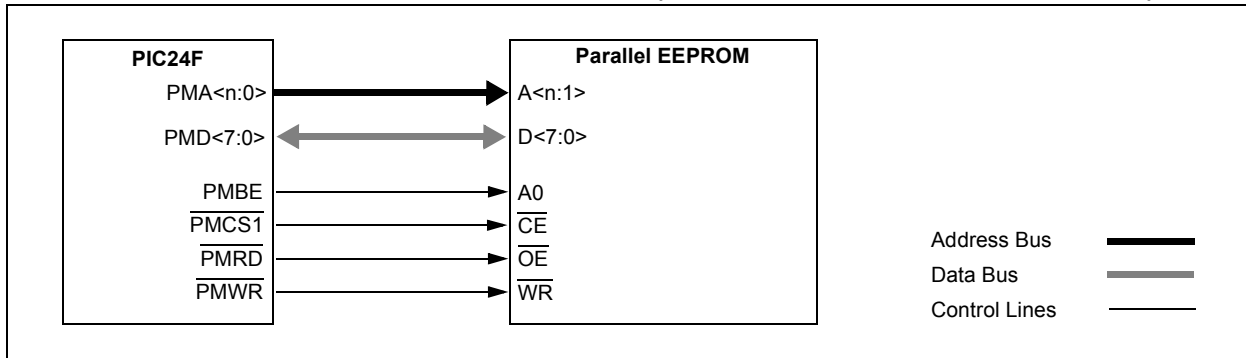 PIC24F
Parallel EEPROM
PMA<n:0>
A<n:1>
PMD<7:0>
D<7:0>
PMBE
A0
PMCS1
CE
PMRD
OE
PMWR
WR
Address Bus
Data Bus
Control Lines